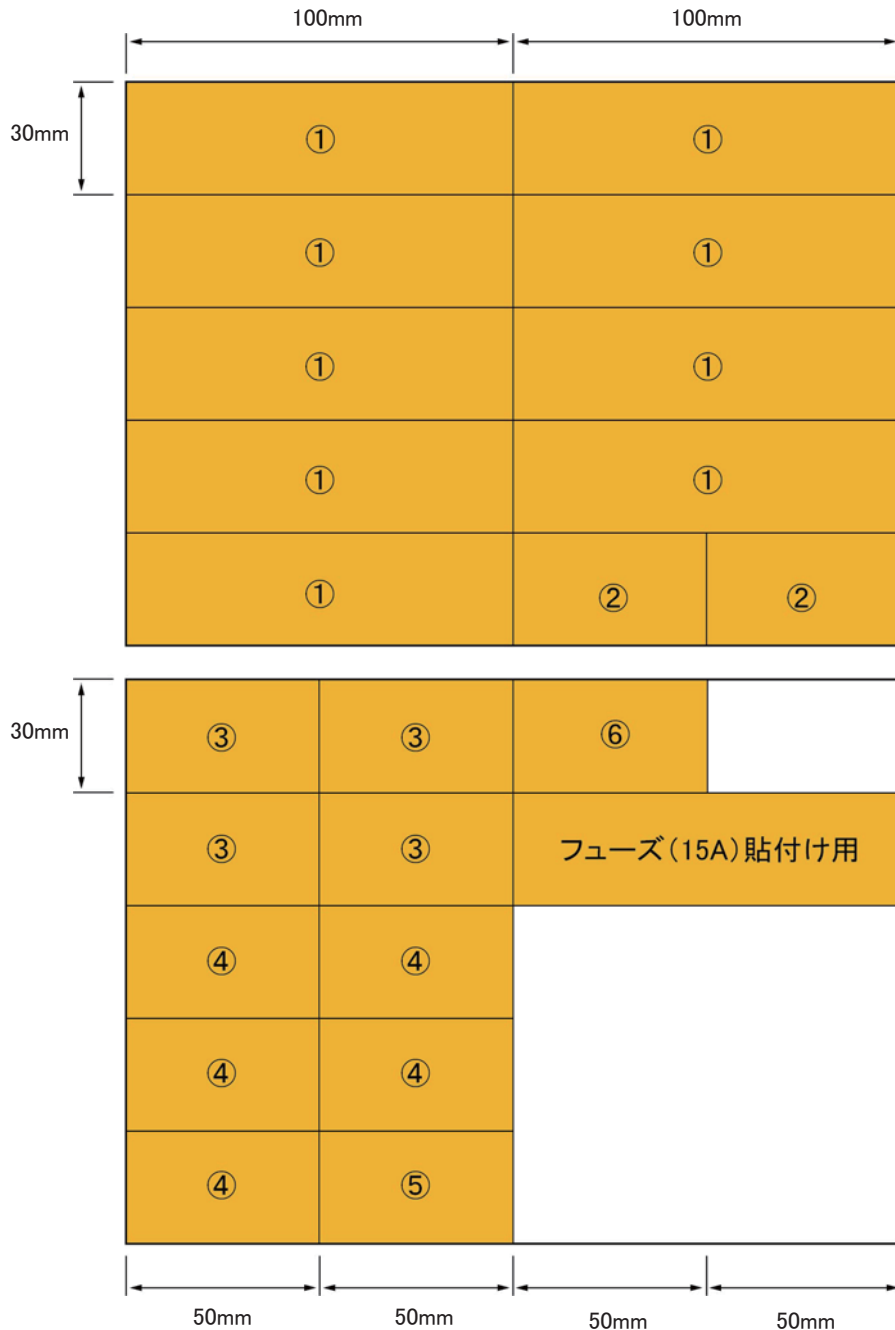 100mm 100mm
30mm
① ①
① ①
① ①
① ①
① ② ②
30mm
③ ③ ⑥
③ ③ フューズ(15A)貼付け用
④ ④
④ ④
④ ⑤
50mm 50mm 50mm 50mm